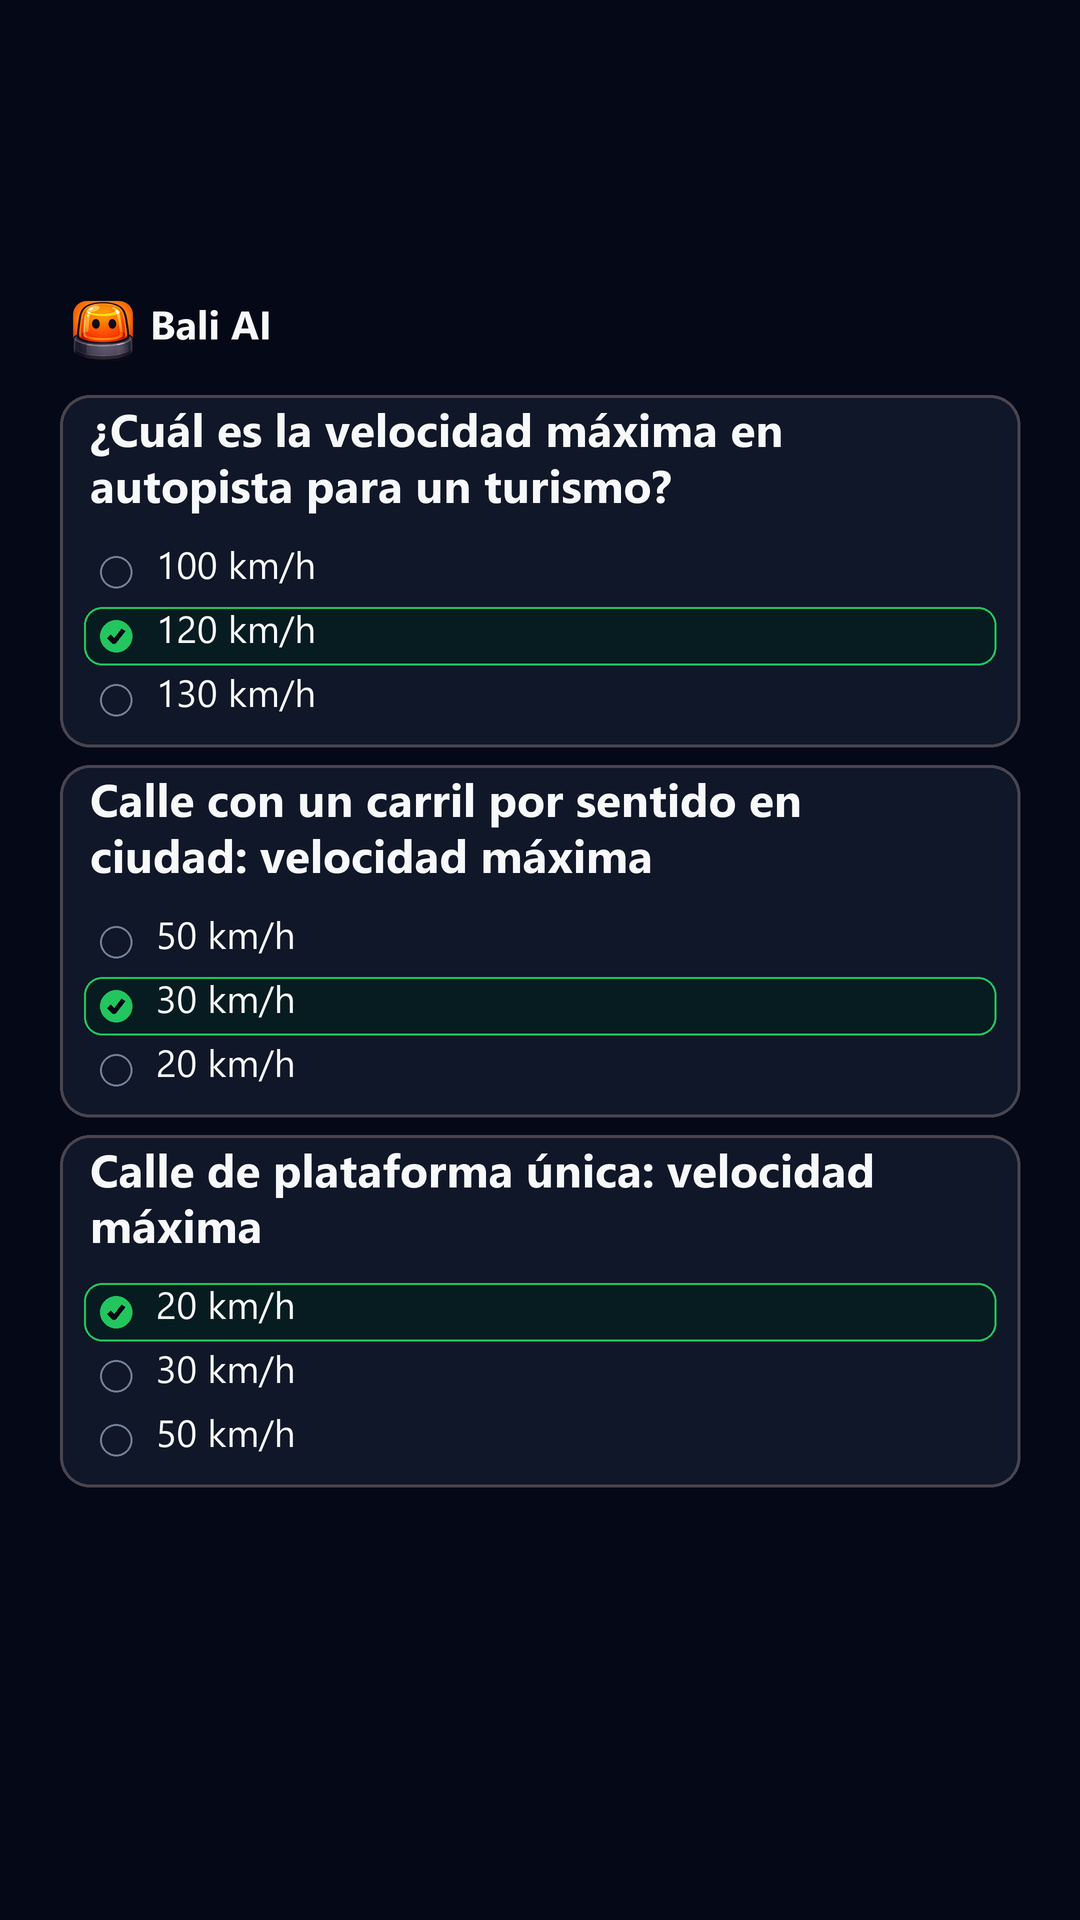 Bali AI
¿Cuál es la velocidad máxima en
autopista para un turismo?
100 km/h
120 km/h
130 km/h
Calle con un carril por sentido en
ciudad: velocidad máxima
50 km/h
30 km/h
20 km/h
Calle de plataforma única: velocidad
máxima
20 km/h
30 km/h
50 km/h